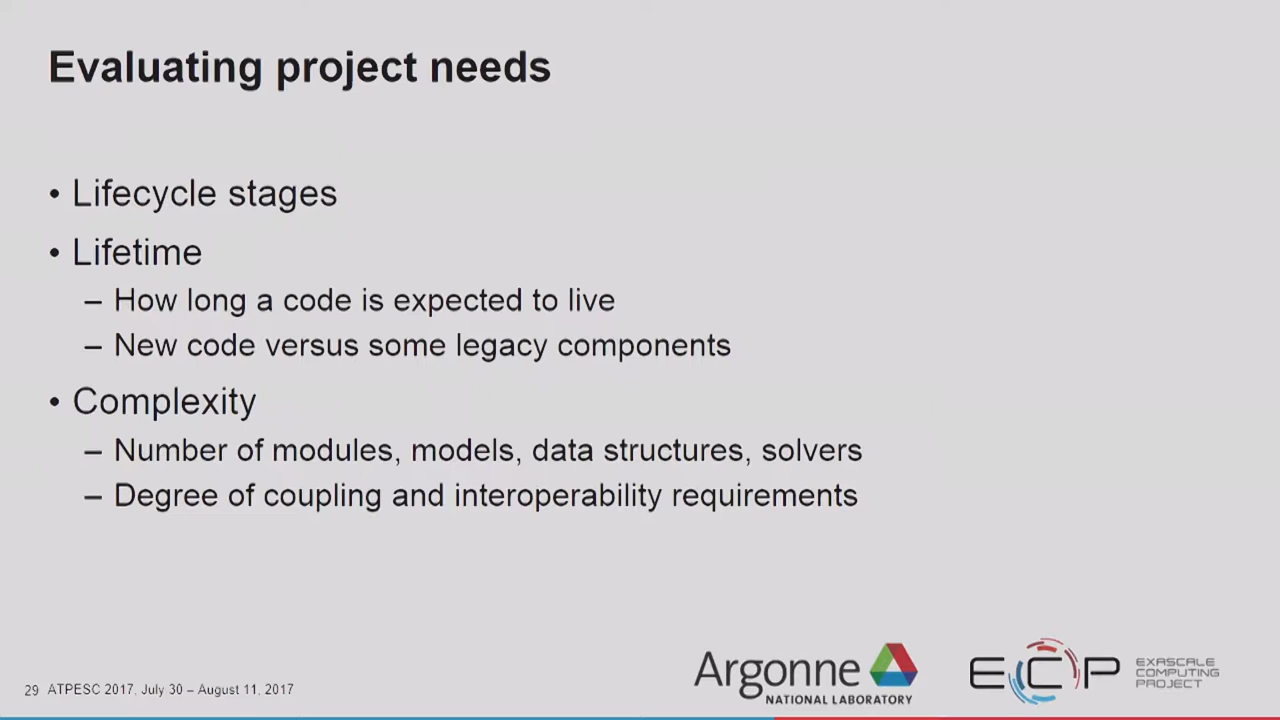 Evaluating project needs
• Lifecycle stages
• Lifetime
– How long a code is expected to live
– New code versus some legacy components
• Complexity
– Number of modules, models, data structures, solvers
– Degree of coupling and interoperability requirements
29 ATPESC 2017, July 30 – August 11, 2017
Argonne
NATIONAL LABORATORY
ECP
EXASCALE
COMPUTING
PROJECT